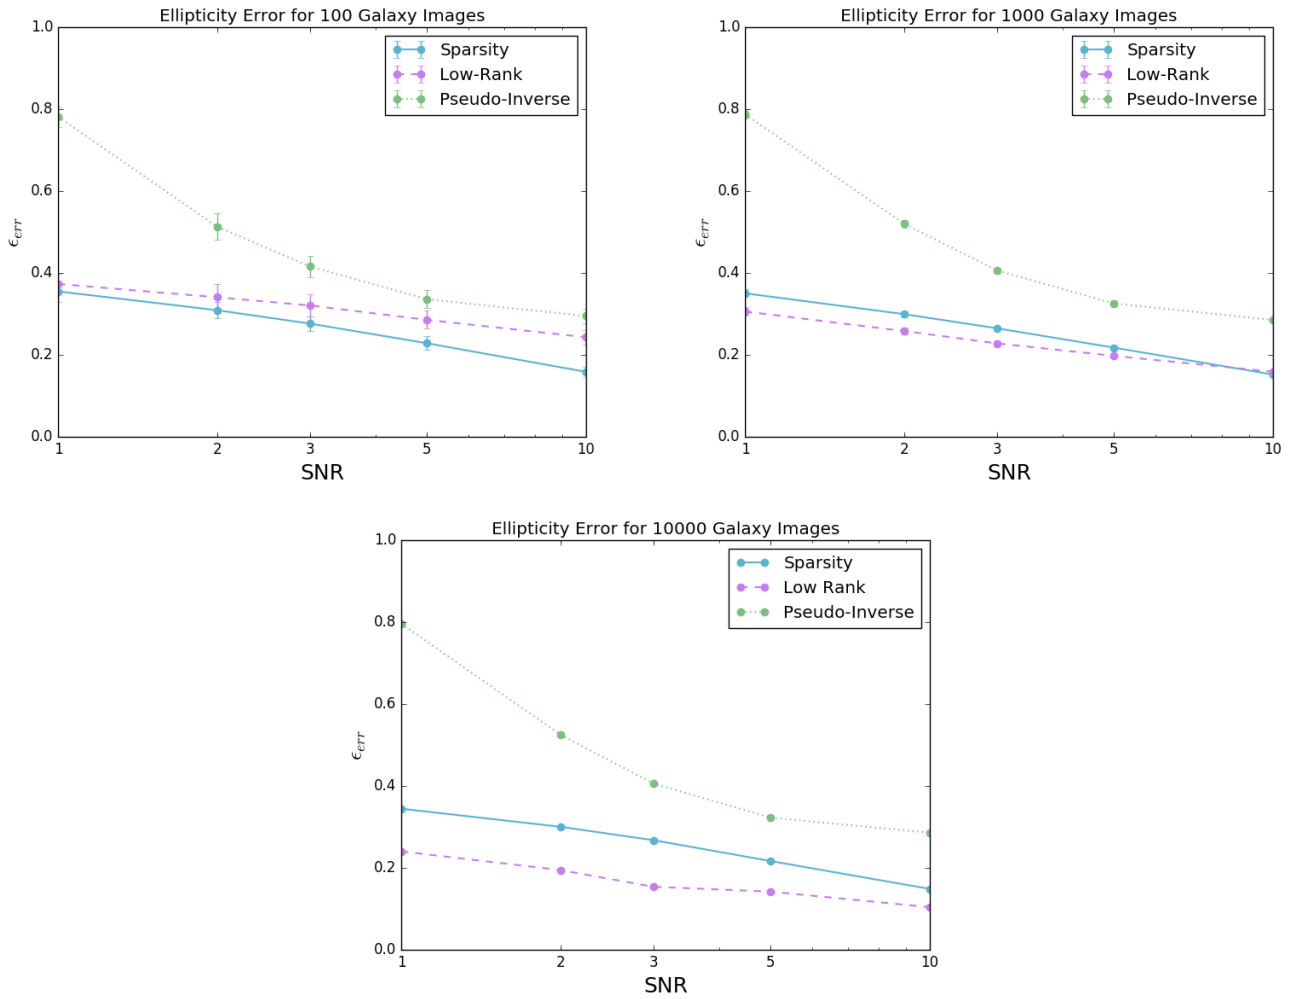 Ellipticity Error for 100 Galaxy Images
1.0
0.8
0.6
0.4
0.2
0.0
ϵerr
Sparsity
Low-Rank
Pseudo-Inverse
1 2 3 5 10
SNR
Ellipticity Error for 1000 Galaxy Images
1.0
0.8
0.6
0.4
0.2
0.0
ϵerr
Sparsity
Low-Rank
Pseudo-Inverse
1 2 3 5 10
SNR
Ellipticity Error for 10000 Galaxy Images
1.0
0.8
0.6
0.4
0.2
0.0
ϵerr
Sparsity
Low Rank
Pseudo-Inverse
1 2 3 5 10
SNR